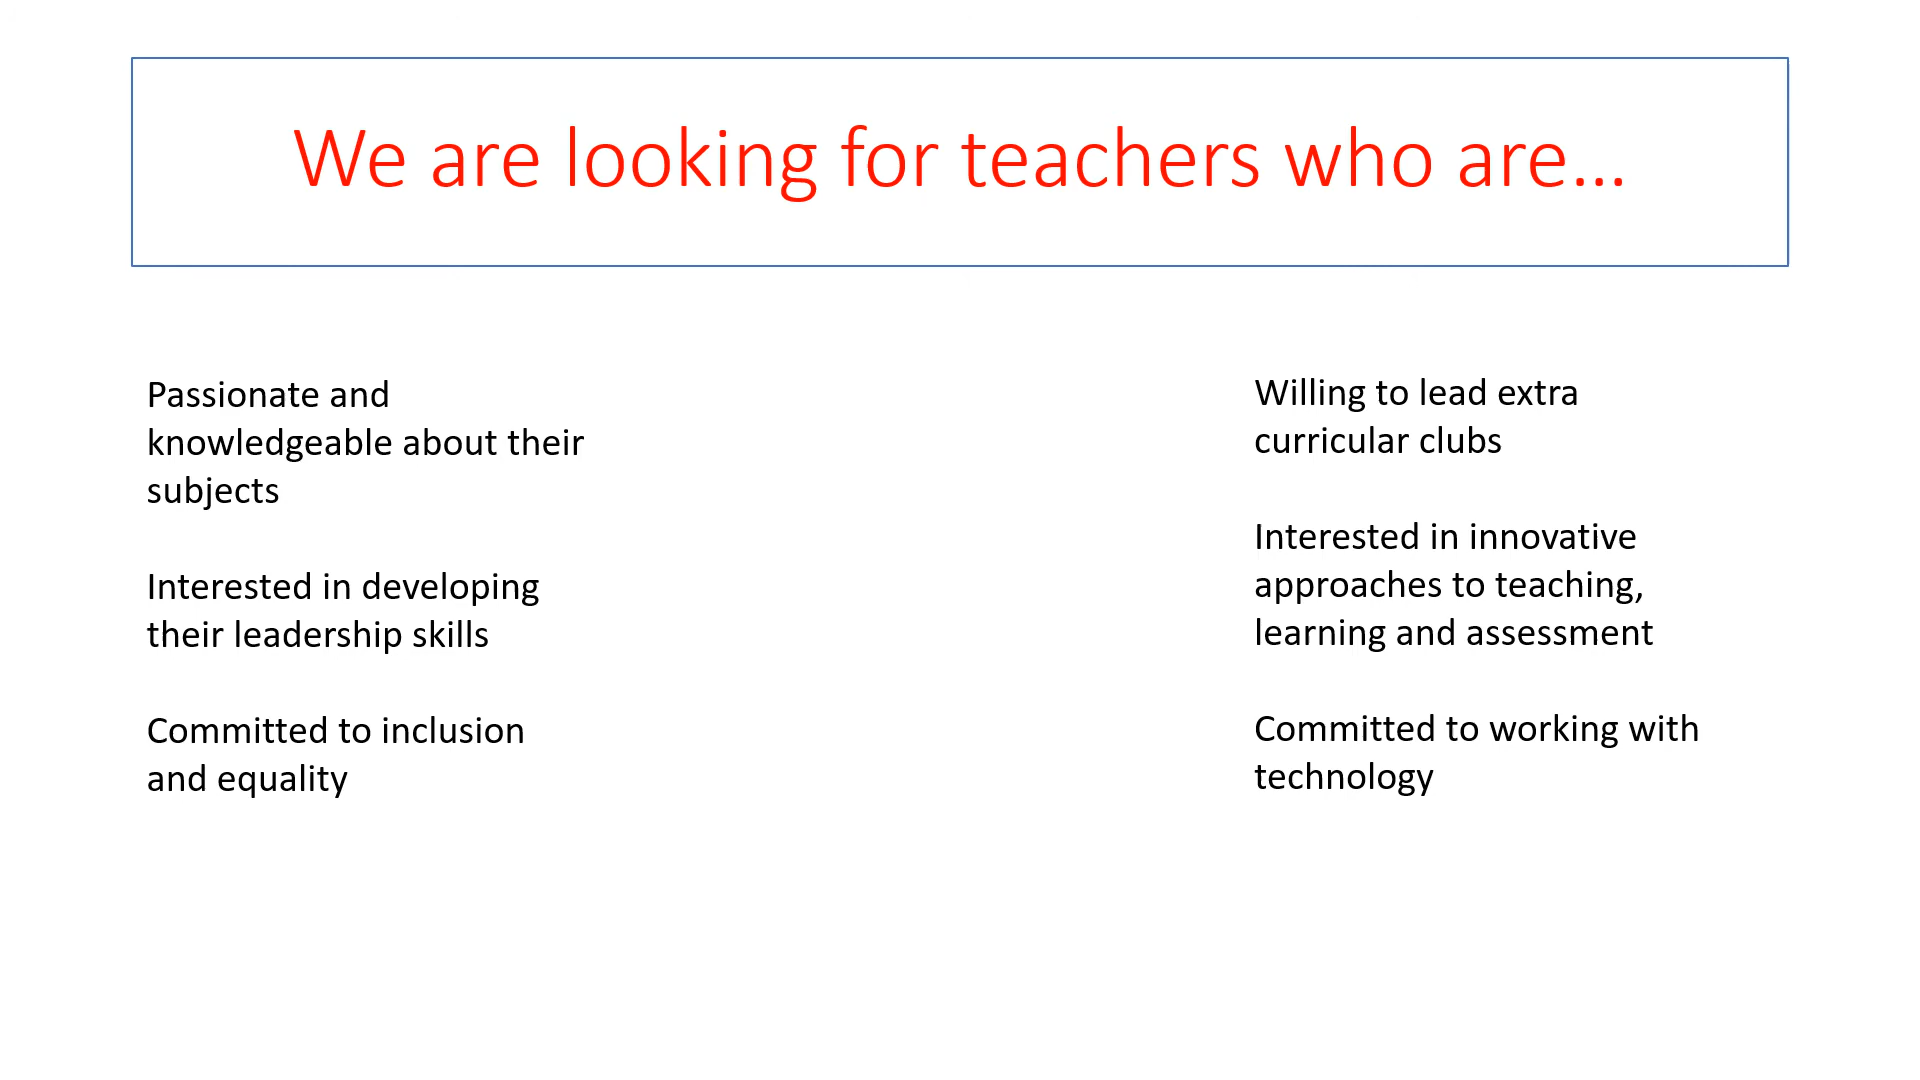 We are looking for teachers who are...
Passionate and
knowledgeable about their
subjects
Interested in developing
their leadership skills
Committed to inclusion
and equality
Willing to lead extra
curricular clubs
Interested in innovative
approaches to teaching,
learning and assessment
Committed to working with
technology